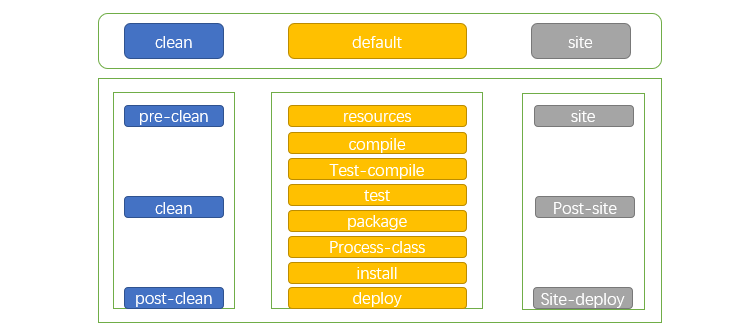 clean
default
site
pre-clean
clean
post-clean
resources
compile
Test-compile
test
package
Process-class
install
deploy
site
Post-site
Site-deploy